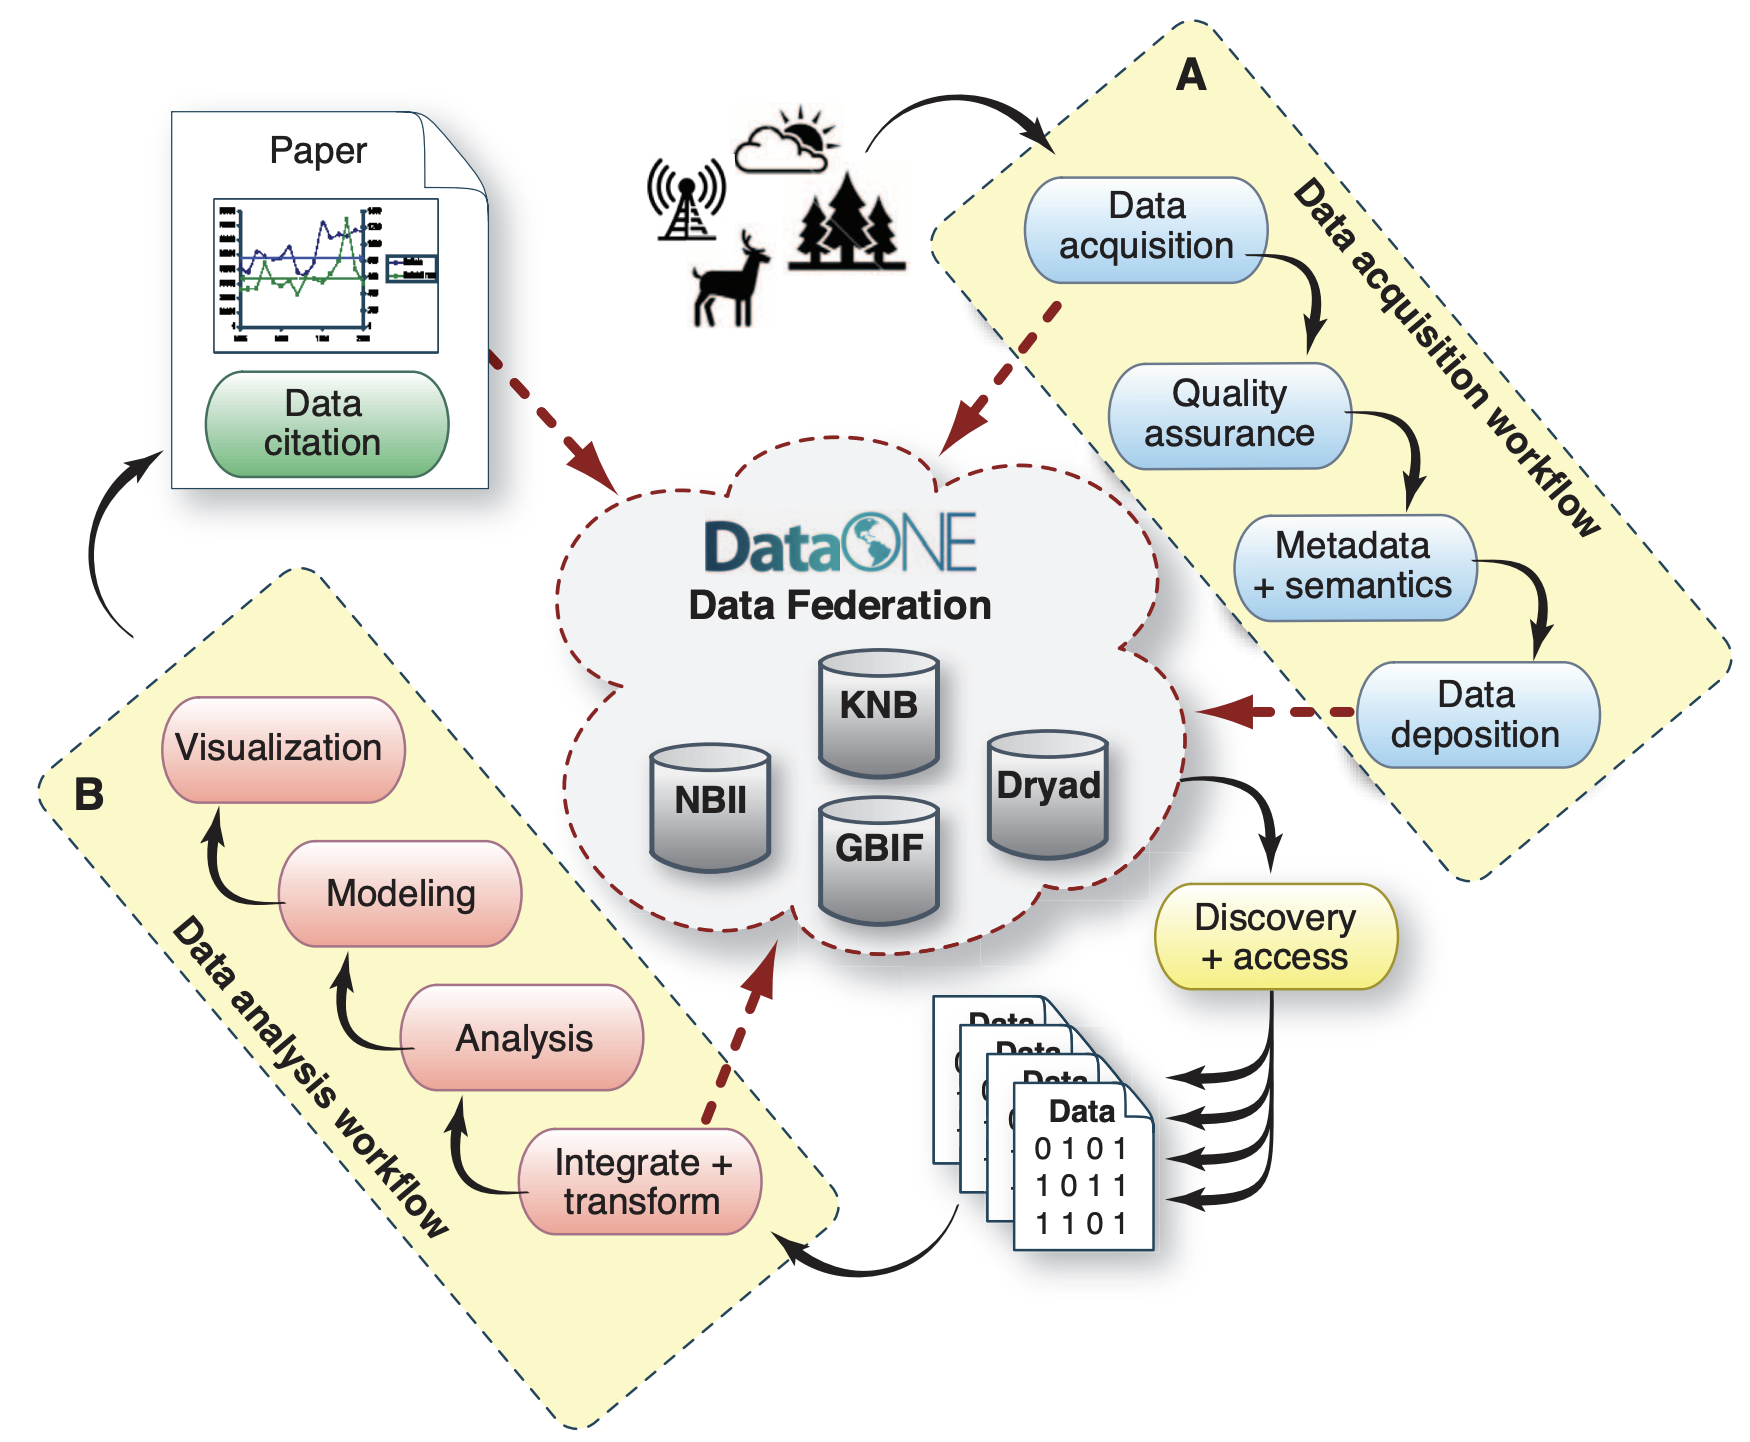 A
Data acquisition workflow
Data
acquisition
Quality
assurance
Metadata
+ semantics
Data
deposition
Paper
Data
citation
DataONE
Data Federation
KNB
NBII
Dryad
GBIF
Discovery
+ access
Data
Data
Data
Data
0 1 0 1
1 0 1 1
1 1 0 1
B
Data analysis workflow
Visualization
Modeling
Analysis
Integrate +
transform